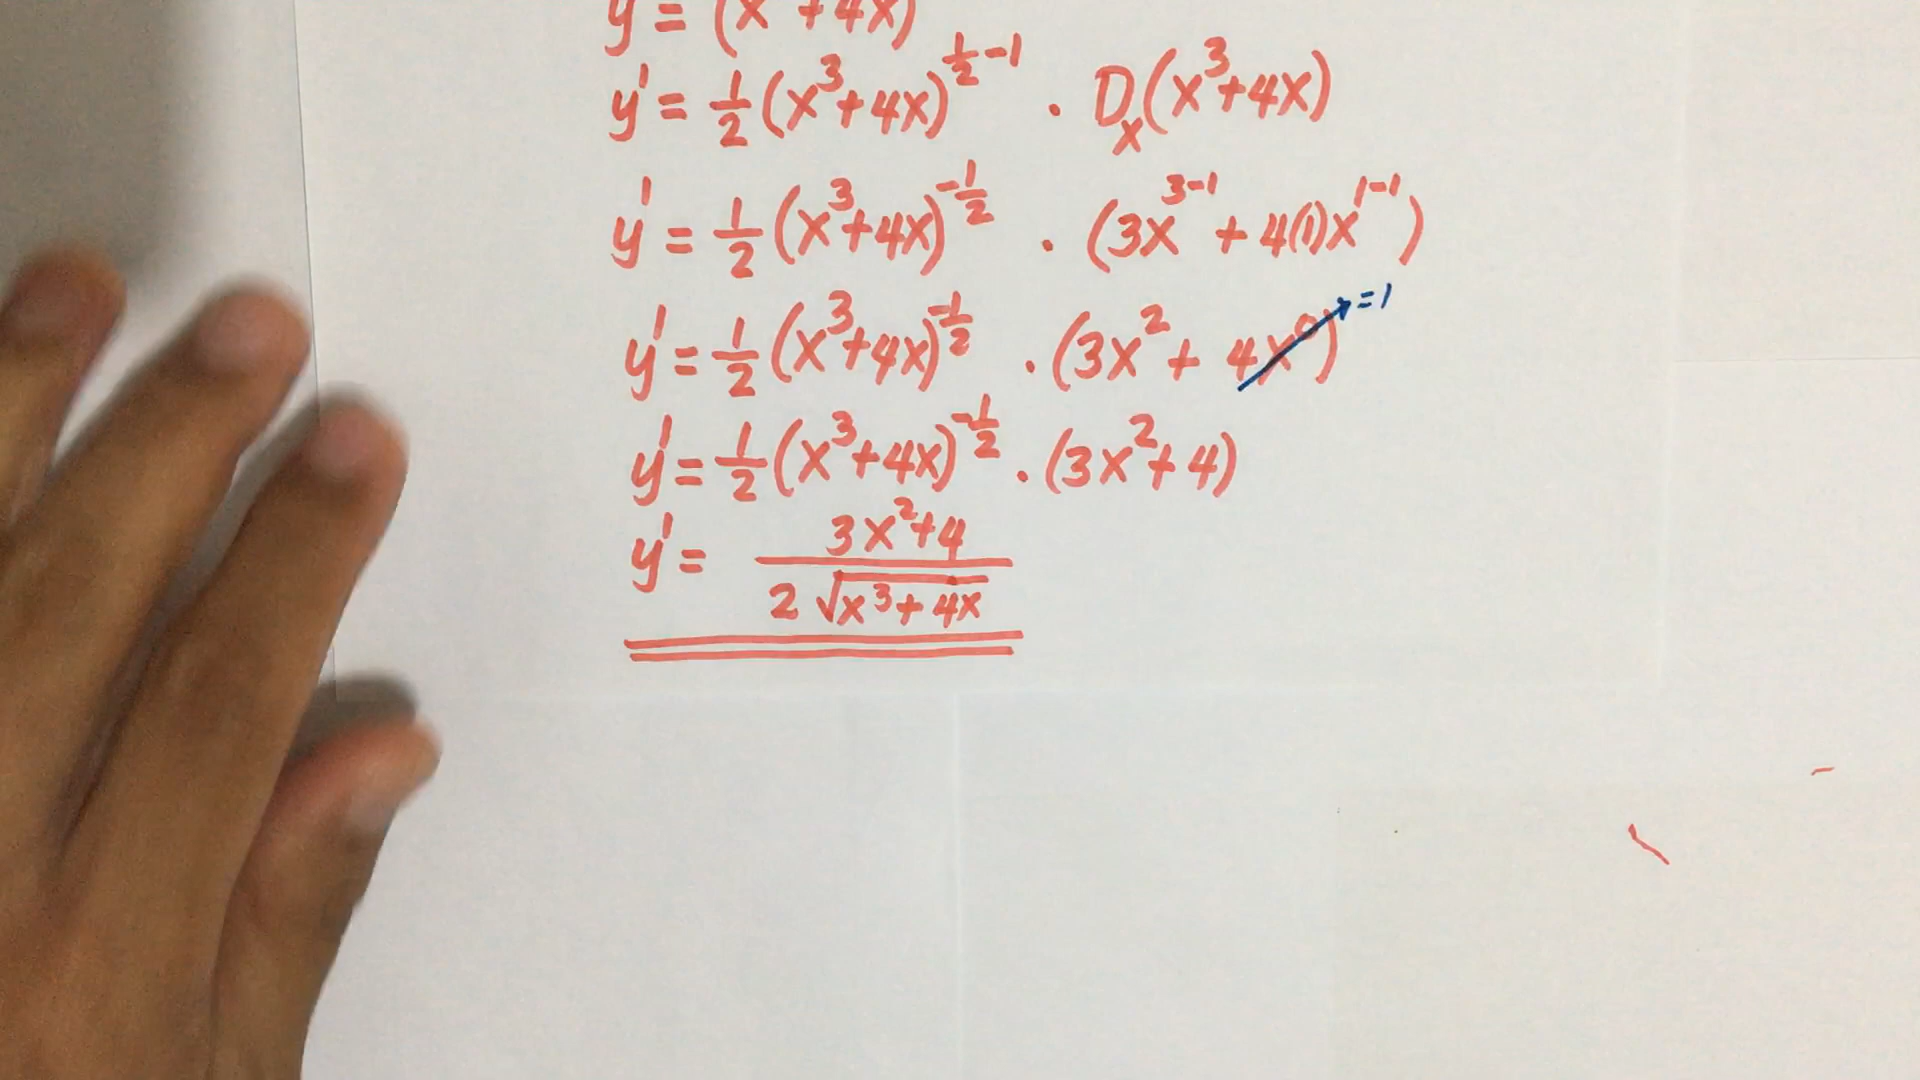 y = (x + 4x)
y' = 1/2 (x³+4x)^(1/2 - 1) · Dₓ(x³+4x)
y' = 1/2 (x³+4x)^(-1/2) · (3x^(3-1) + 4(1)x^(1-1))
y' = 1/2 (x³+4x)^(-1/2) · (3x² + 4x⁰) =1
y' = 1/2 (x³+4x)^(-1/2) · (3x²+4)
y' = (3x²+4) / (2√(x³+4x))